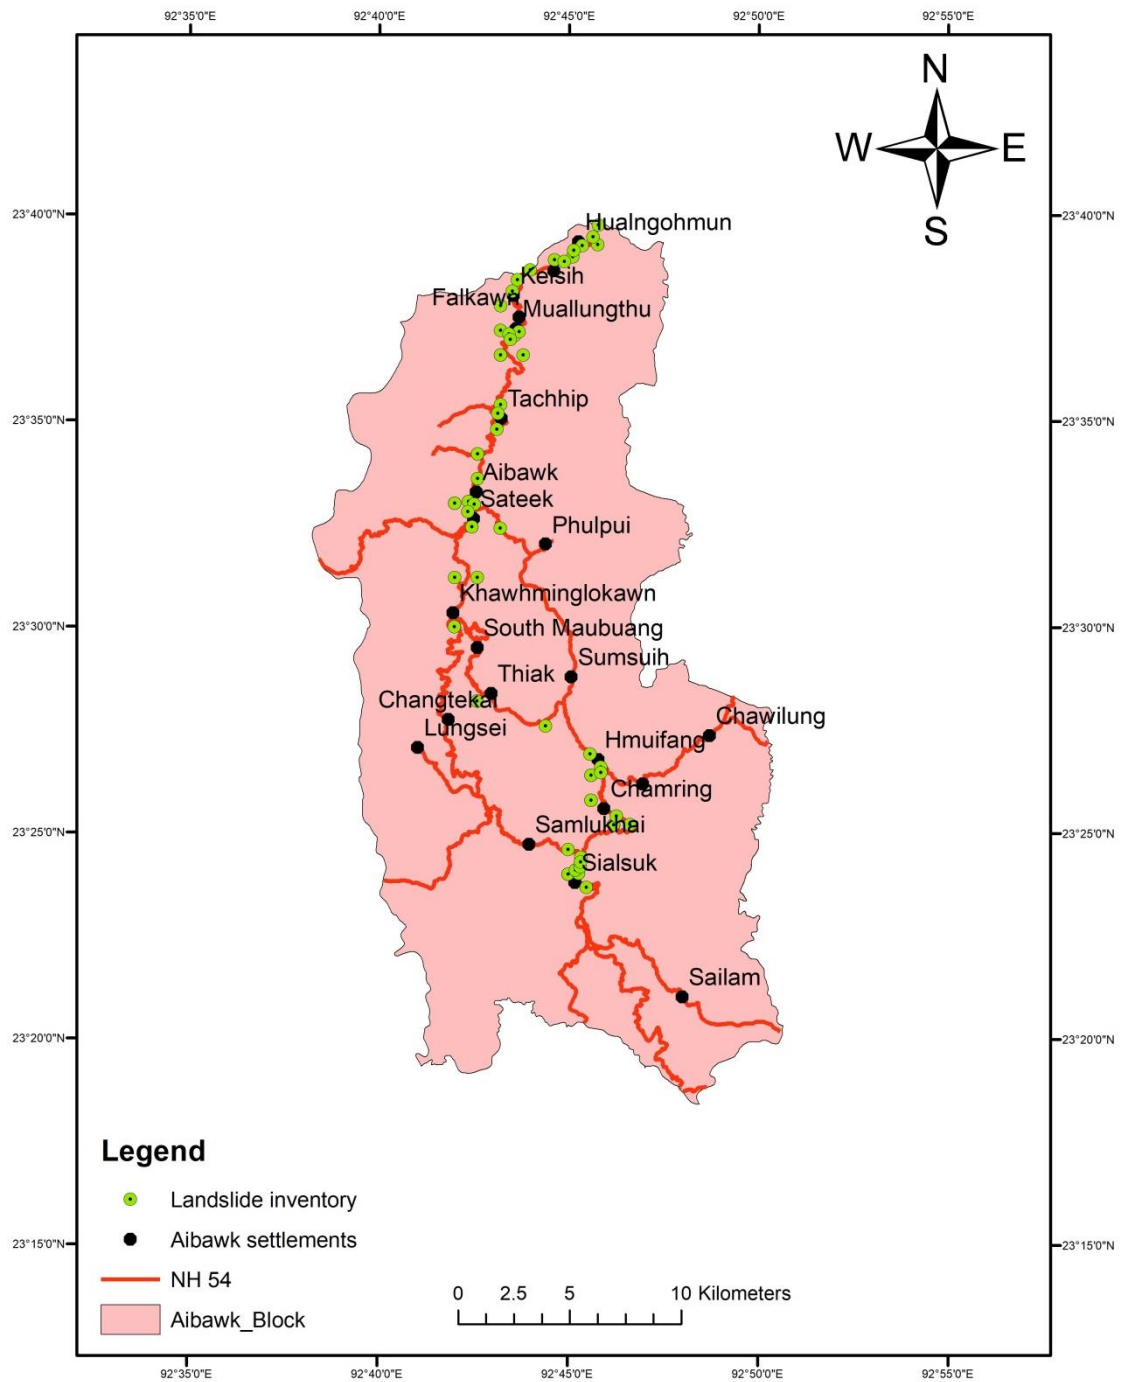 92°35'0"E 92°40'0"E 92°45'0"E 92°50'0"E 92°55'0"E
N
W E
S
23°40'0"N 23°40'0"N
Hualngohmun
Kelsih
Falkawn
Muallungthu
Tachhip
23°35'0"N 23°35'0"N
Aibawk
Sateek
Phulpui
Khawhminglokawn
23°30'0"N 23°30'0"N
South Maubuang
Sumsuih
Thiak
Changtekal
Chawilung
Lungsei
Hmuifang
Chamring
23°25'0"N 23°25'0"N
Samlukhai
Sialsuk
Sailam
23°20'0"N 23°20'0"N
Legend
Landslide inventory
Aibawk settlements
NH 54
Aibawk_Block
23°15'0"N 23°15'0"N
0 2.5 5 10 Kilometers
92°35'0"E 92°40'0"E 92°45'0"E 92°50'0"E 92°55'0"E